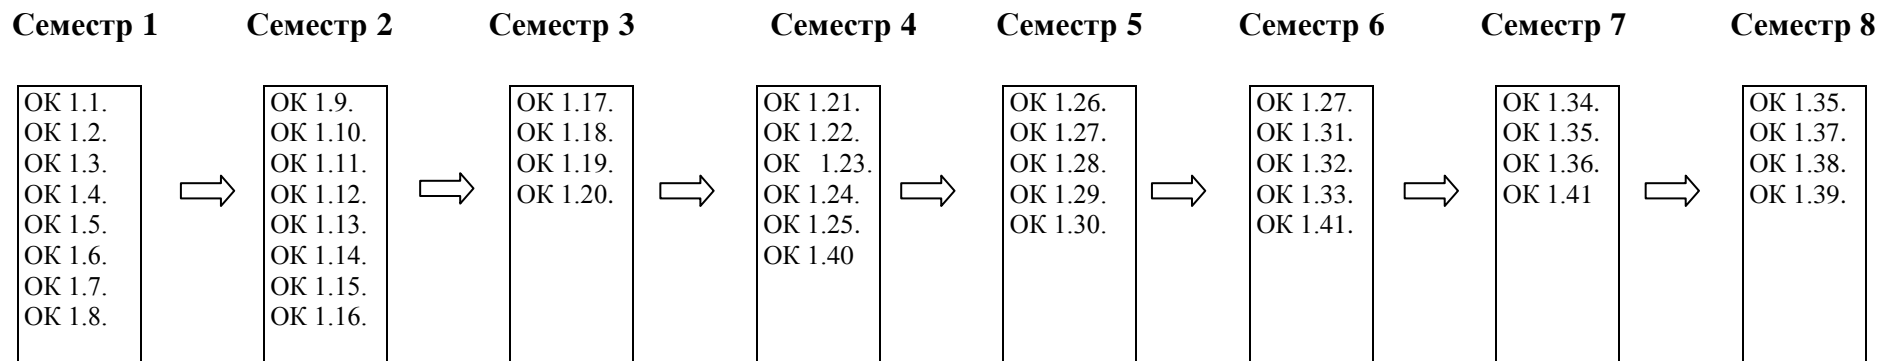 Семестр 1
Семестр 2
Семестр 3
Семестр 4
Семестр 5
Семестр 6
Семестр 7
Семестр 8
ОК 1.1.
ОК 1.2.
ОК 1.3.
ОК 1.4.
ОК 1.5.
ОК 1.6.
ОК 1.7.
ОК 1.8.
ОК 1.9.
ОК 1.10.
ОК 1.11.
ОК 1.12.
ОК 1.13.
ОК 1.14.
ОК 1.15.
ОК 1.16.
ОК 1.17.
ОК 1.18.
ОК 1.19.
ОК 1.20.
ОК 1.21.
ОК 1.22.
ОК 1.23.
ОК 1.24.
ОК 1.25.
ОК 1.40
ОК 1.26.
ОК 1.27.
ОК 1.28.
ОК 1.29.
ОК 1.30.
ОК 1.27.
ОК 1.31.
ОК 1.32.
ОК 1.33.
ОК 1.41.
ОК 1.34.
ОК 1.35.
ОК 1.36.
ОК 1.41
ОК 1.35.
ОК 1.37.
ОК 1.38.
ОК 1.39.